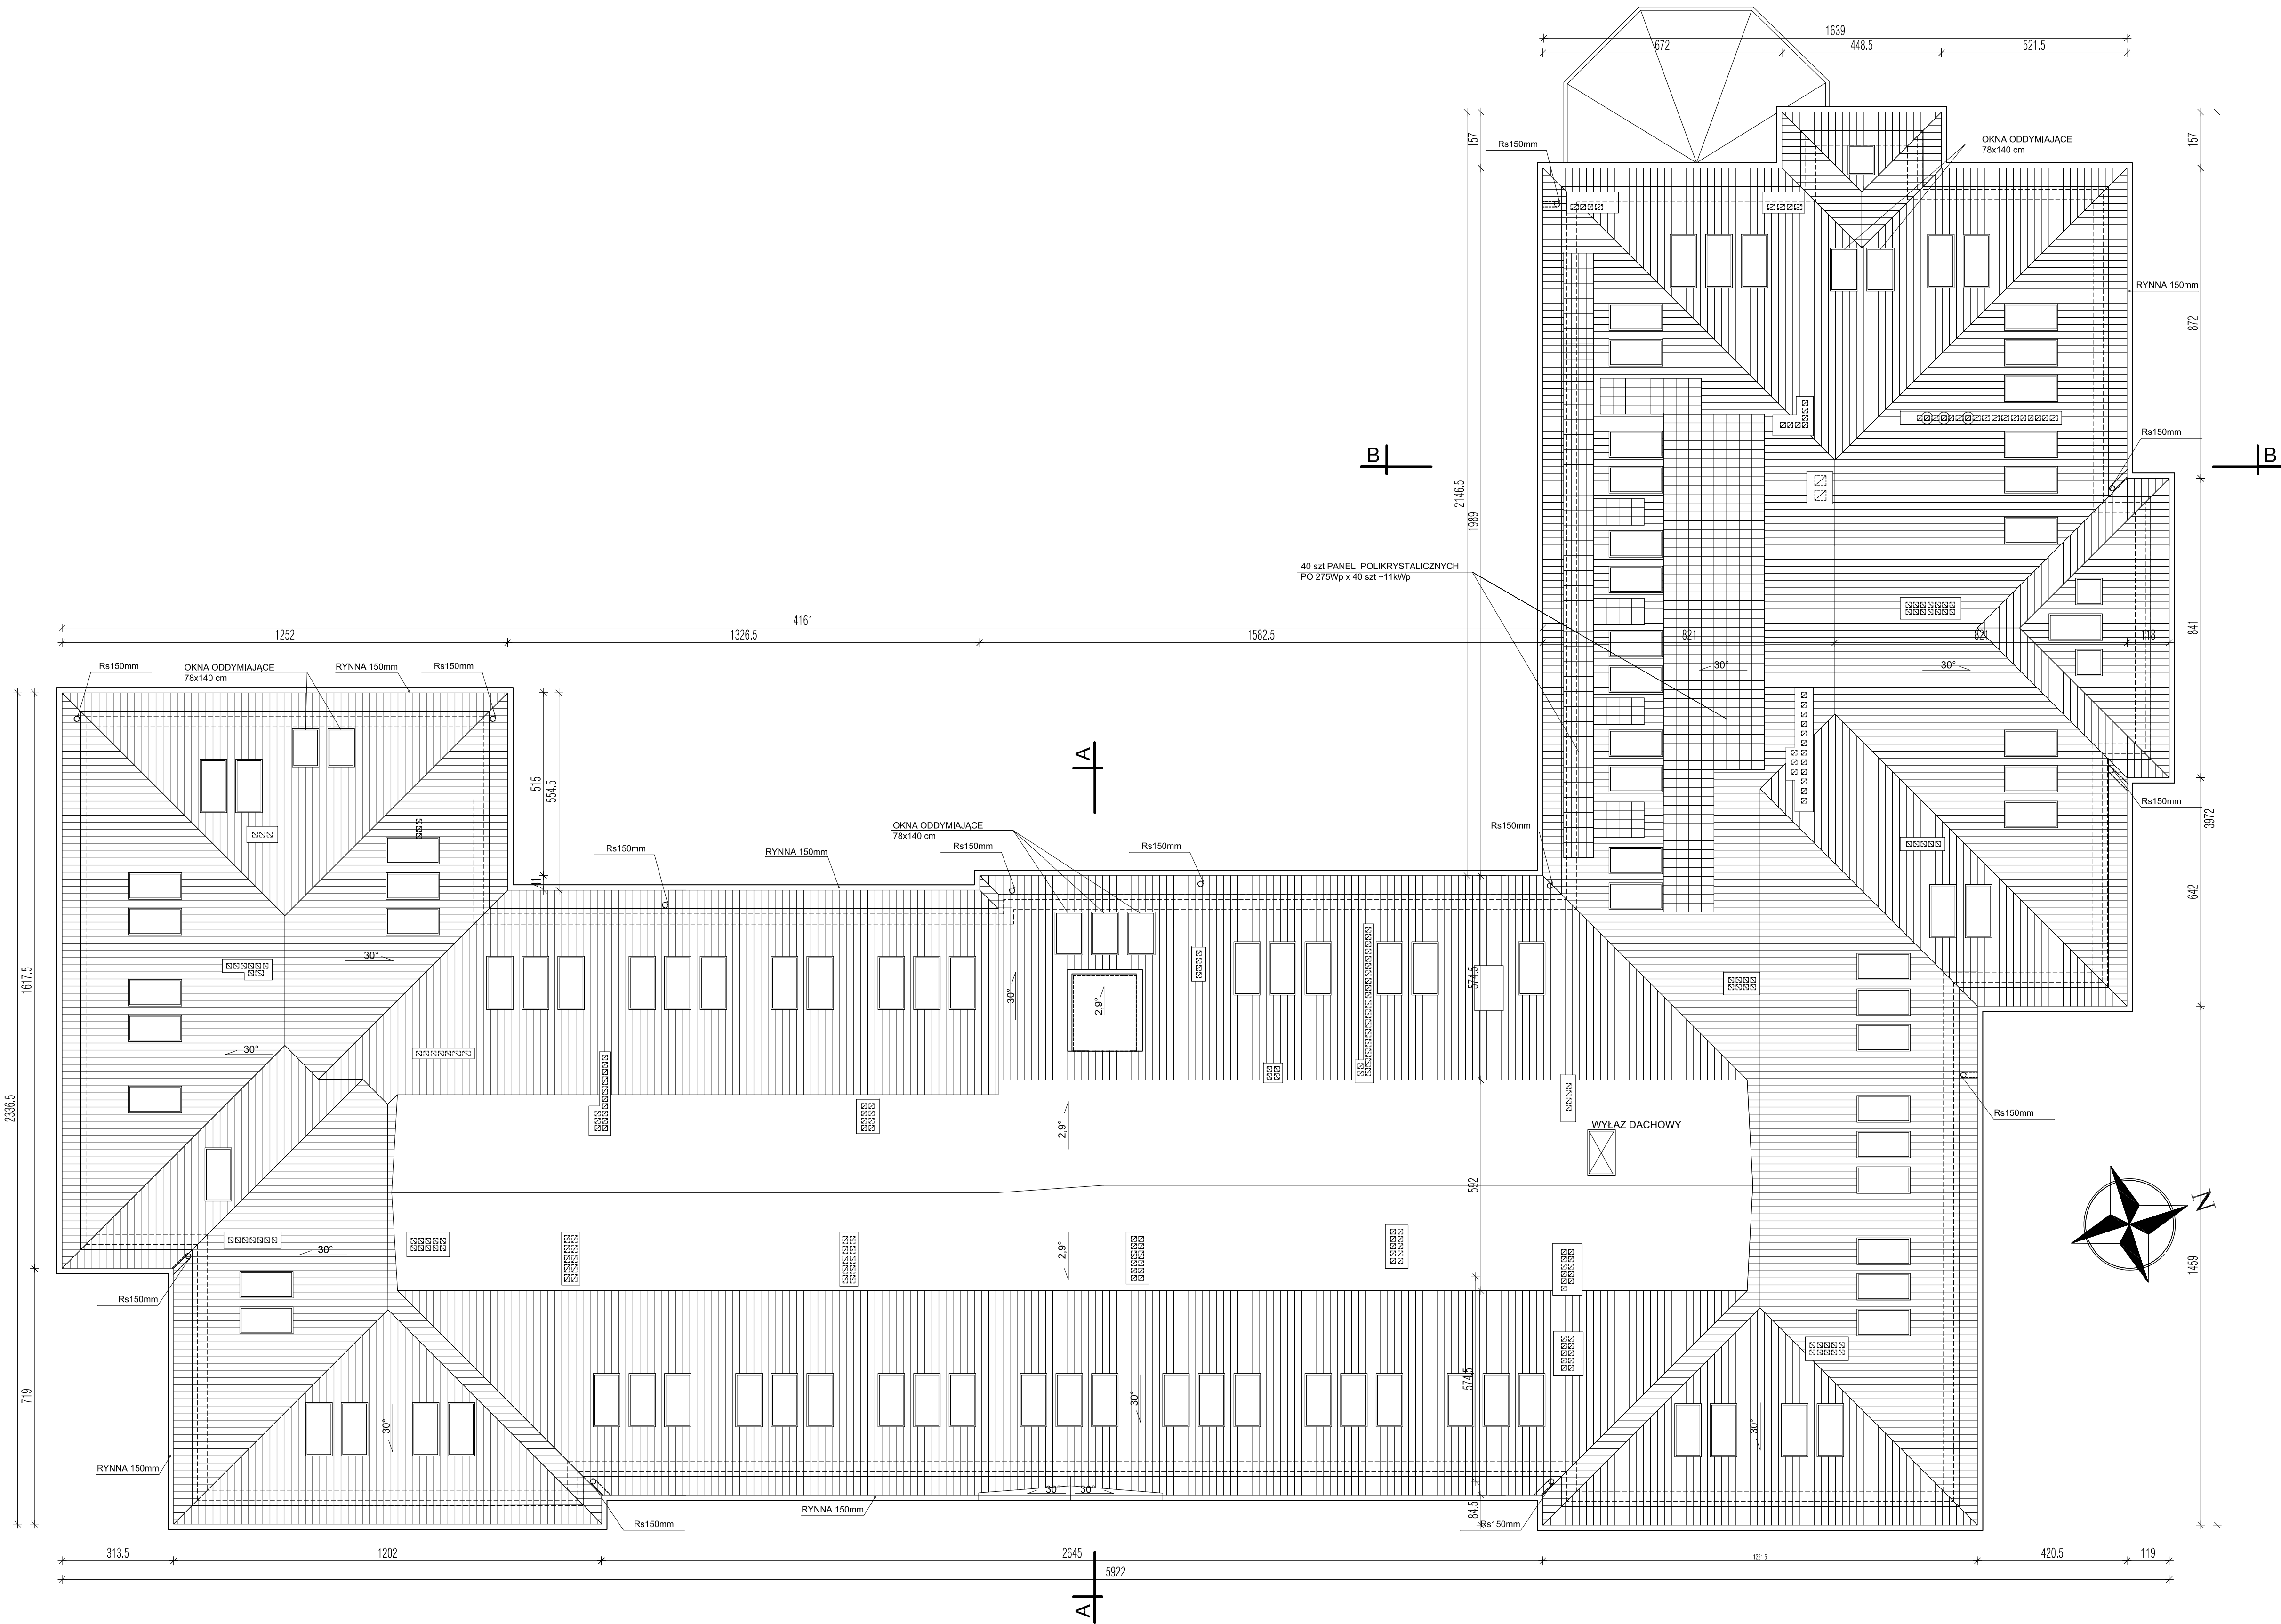 1639
672
448.5
521.5
157
157
Rs150mm
OKNA ODDYMIAJĄCE
78x140 cm
RYNNA 150mm
872
Rs150mm
B
B
2146.5
1989
40 szt PANELI POLIKRYSTALICZNYCH
PO 275Wp x 40 szt ~11kWp
4161
1252
1326.5
1582.5
821
821
118
841
30°
30°
Rs150mm
OKNA ODDYMIAJĄCE
78x140 cm
RYNNA 150mm
Rs150mm
A
515
554.5
41
Rs150mm
RYNNA 150mm
OKNA ODDYMIAJĄCE
78x140 cm
Rs150mm
Rs150mm
Rs150mm
Rs150mm
3972
642
1617.5
2336.5
30°
30°
30°
2,9°
574.5
2,9°
WYŁAZ DACHOWY
Rs150mm
592
2,9°
30°
N
1459
Rs150mm
719
30°
30°
574.5
30°
RYNNA 150mm
30°
30°
RYNNA 150mm
84.5
Rs150mm
Rs150mm
313.5
1202
2645
1221.5
420.5
119
5922
A